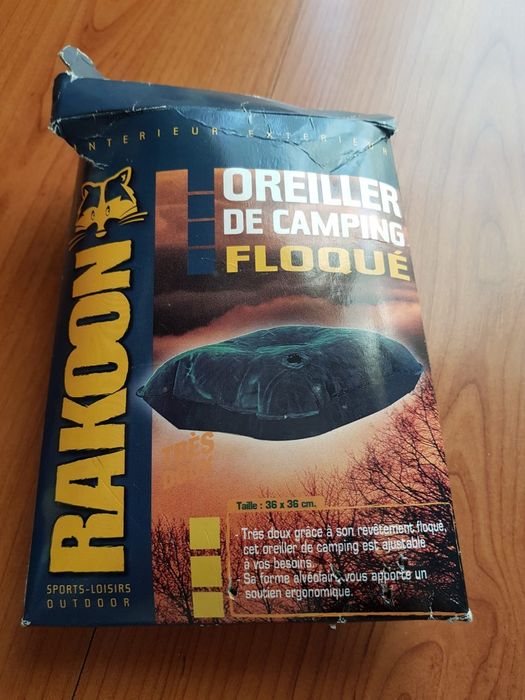 INTERIEUR EXTERIEUR
RAKOON
SPORTS-LOISIRS
OUTDOOR
OREILLER
DE CAMPING
FLOQUÉ
TRÈS
Taille : 36 x 36 cm.
- Très doux grâce à son revêtement floqué,
cet oreiller de camping est ajustable
à vos besoins.
- Sa forme alvéolair vous apporte un
soutien ergonomique.